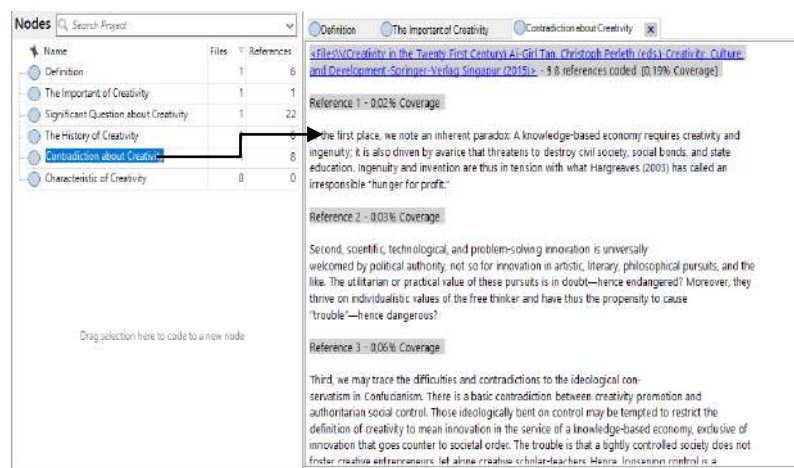 Nodes
Search Project
Name Files References
Definition 1 6
The Important of Creativity 1 1
Significant Question about Creativity 1 22
The History of Creativity 6
Contradiction about Creativity 8
Characteristic of Creativity 0 0
Drag selection here to code to a new node
Definition The Important of Creativity Contradiction about Creativity x
<Files\\(Creativity in the Twenty First Century) Ai-Girl Tan, Christoph Perleth (eds.)-Creativity, Culture,
and Development-Springer-Verlag Singapur (2015)> - § 8 references coded [0,19% Coverage]
Reference 1 - 0,02% Coverage
the first place, we note an inherent paradox: A knowledge-based economy requires creativity and
ingenuity; it is also driven by avarice that threatens to destroy civil society, social bonds, and state
education. Ingenuity and invention are thus in tension with what Hargreaves (2003) has called an
irresponsible "hunger for profit."
Reference 2 - 0,03% Coverage
Second, scientific, technological, and problem-solving innovation is universally
welcomed by political authority, not so for innovation in artistic, literary, philosophical pursuits, and the
like. The utilitarian or practical value of these pursuits is in doubt—hence endangered? Moreover, they
thrive on individualistic values of the free thinker and have thus the propensity to cause
"trouble"—hence dangerous?
Reference 3 - 0,06% Coverage
Third, we may trace the difficulties and contradictions to the ideological con-
servatism in Confucianism. There is a basic contradiction between creativity promotion and
authoritarian social control. Those ideologically bent on control may be tempted to restrict the
definition of creativity to mean innovation in the service of a knowledge-based economy, exclusive of
innovation that goes counter to societal order. The trouble is that a tightly controlled society does not
foster creative entrepreneurs, let alone creative scholar-teachers. Hence, loosening control is a